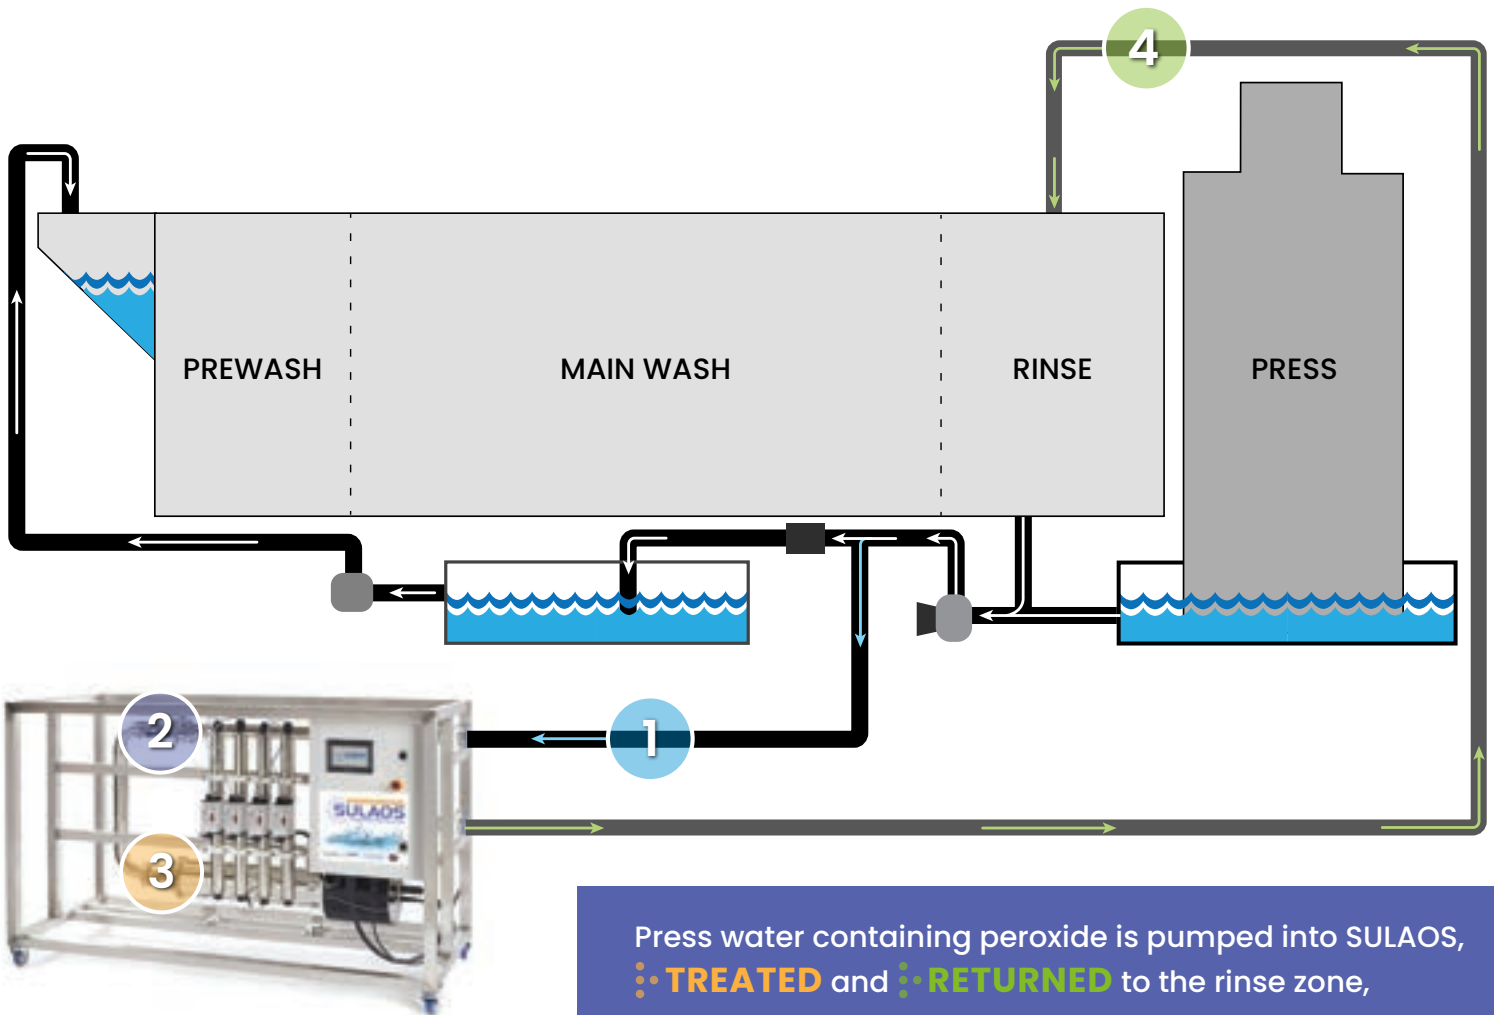 4
PREWASH
MAIN WASH
RINSE
PRESS
2
1
SULAOS
3
Press water containing peroxide is pumped into SULAOS,
TREATED and RETURNED to the rinse zone,